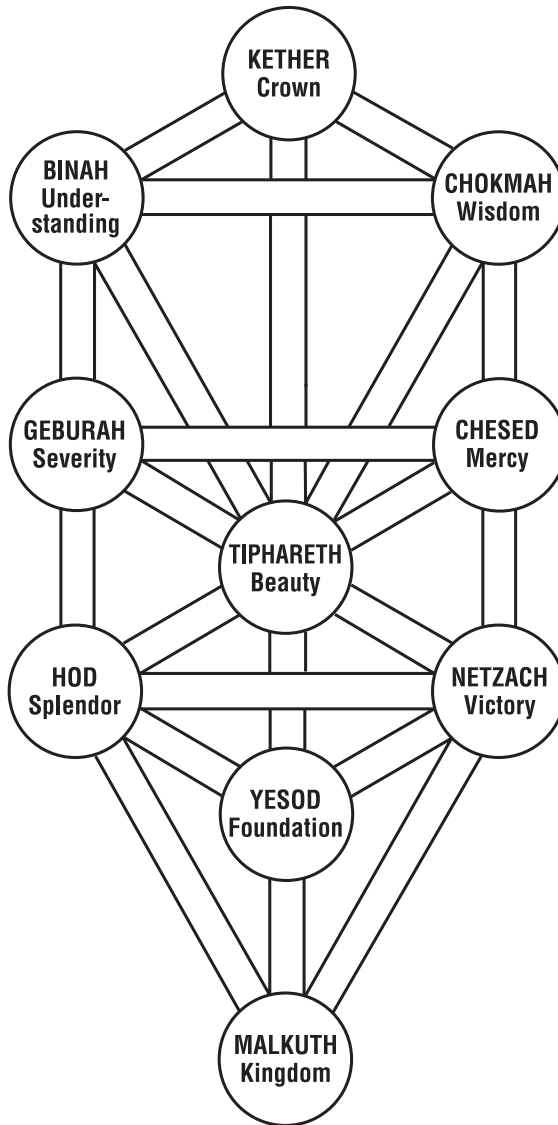 KETHER
Crown
BINAH
Under-
standing
CHOKMAH
Wisdom
GEBURAH
Severity
CHESED
Mercy
TIPHARETH
Beauty
HOD
Splendor
NETZACH
Victory
YESOD
Foundation
MALKUTH
Kingdom